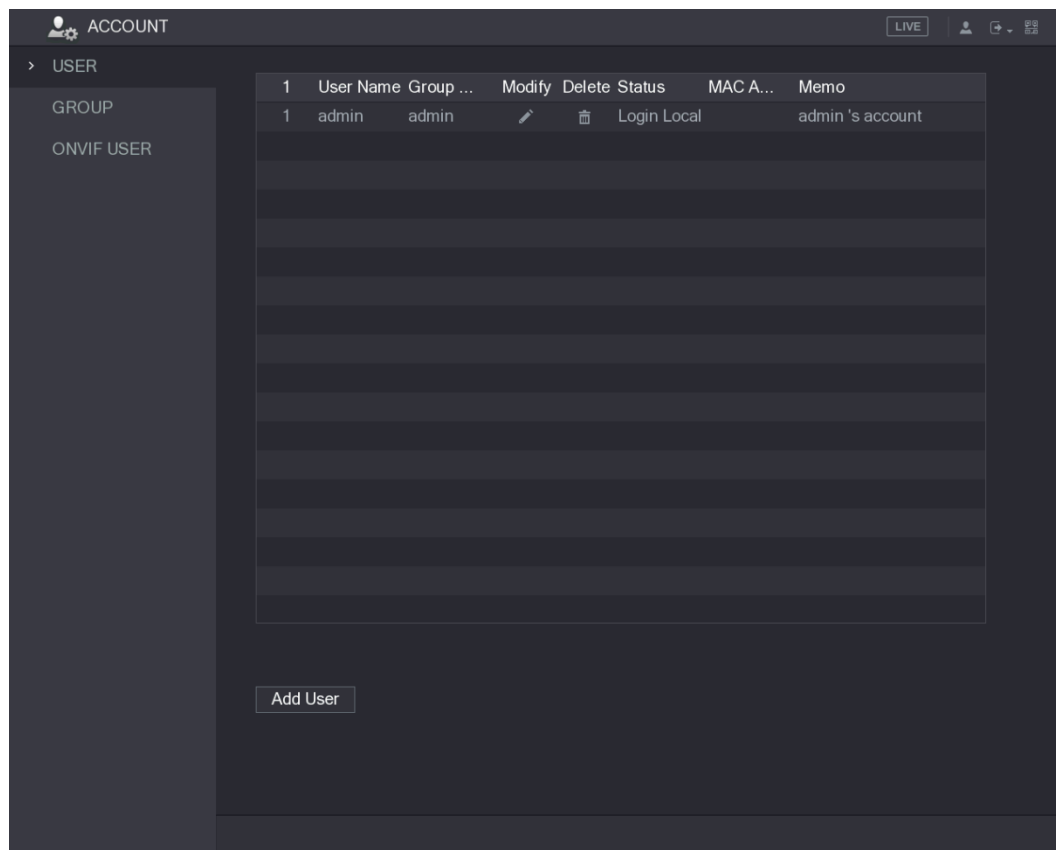 ACCOUNT LIVE
USER
GROUP
ONVIF USER
1 User Name Group ... Modify Delete Status MAC A... Memo
1 admin admin Login Local admin 's account
Add User